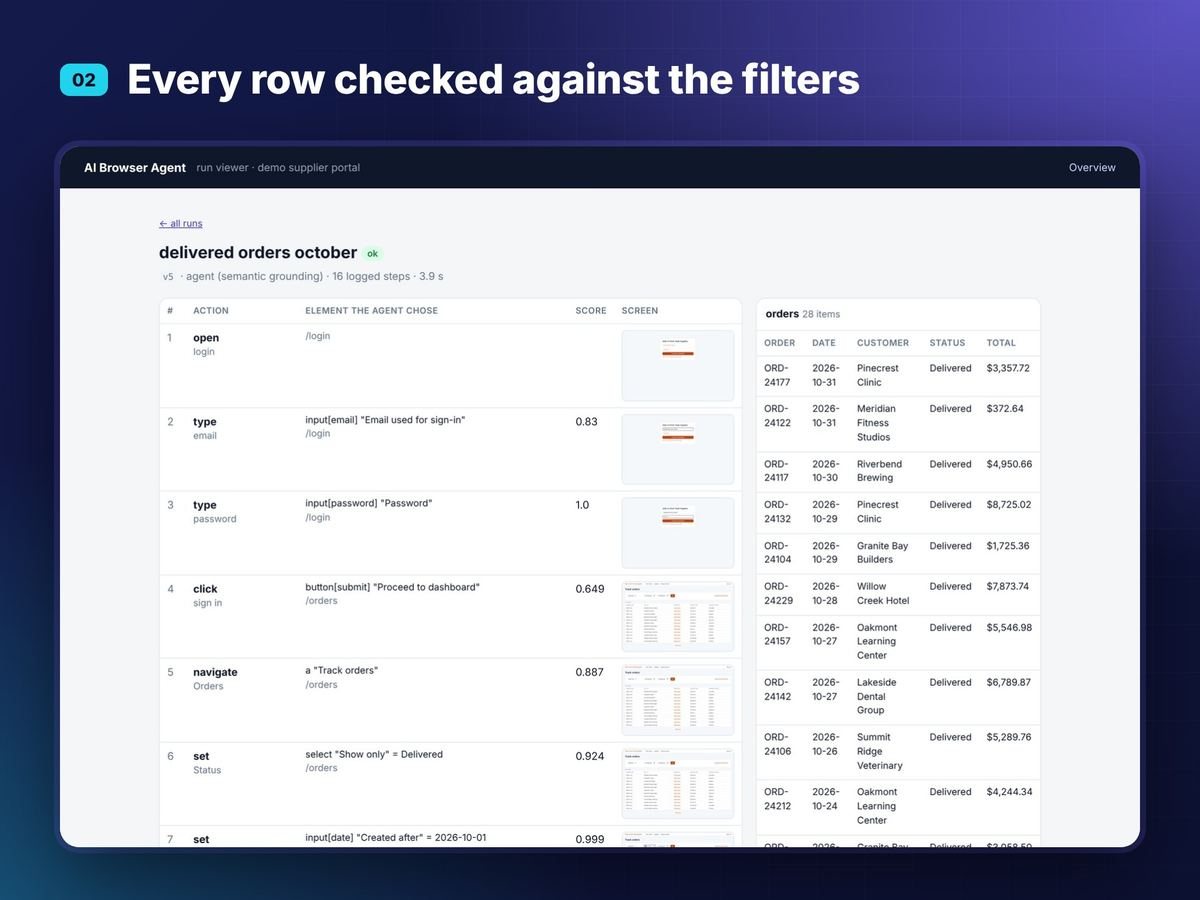 02 Every row checked against the filters
AI Browser Agent run viewer · demo supplier portal Overview
← all runs
delivered orders october ok
v5 · agent (semantic grounding) · 16 logged steps · 3.9 s
# ACTION ELEMENT THE AGENT CHOSE SCORE SCREEN
1 open /login
login
2 type input[email] "Email used for sign-in" 0.83
email /login
3 type input[password] "Password" 1.0
password /login
4 click button[submit] "Proceed to dashboard" 0.649
sign in /orders
5 navigate a "Track orders" 0.887
Orders /orders
6 set select "Show only" = Delivered 0.924
Status /orders
7 set input[date] "Created after" = 2026-10-01 0.999
orders 28 items
ORDER DATE CUSTOMER STATUS TOTAL
ORD- 2026- Pinecrest Delivered $3,357.72
24177 10-31 Clinic
ORD- 2026- Meridian Delivered $372.64
24122 10-31 Fitness
Studios
ORD- 2026- Riverbend Delivered $4,950.66
24117 10-30 Brewing
ORD- 2026- Pinecrest Delivered $8,725.02
24132 10-29 Clinic
ORD- 2026- Granite Bay Delivered $1,725.36
24104 10-29 Builders
ORD- 2026- Willow Delivered $7,873.74
24229 10-28 Creek Hotel
ORD- 2026- Oakmont Delivered $5,546.98
24157 10-27 Learning
Center
ORD- 2026- Lakeside Delivered $6,789.87
24142 10-27 Dental
Group
ORD- 2026- Summit Delivered $5,289.76
24106 10-26 Ridge
Veterinary
ORD- 2026- Oakmont Delivered $4,244.34
24212 10-24 Learning
Center
ORD- 2026- Granite Bay Delivered